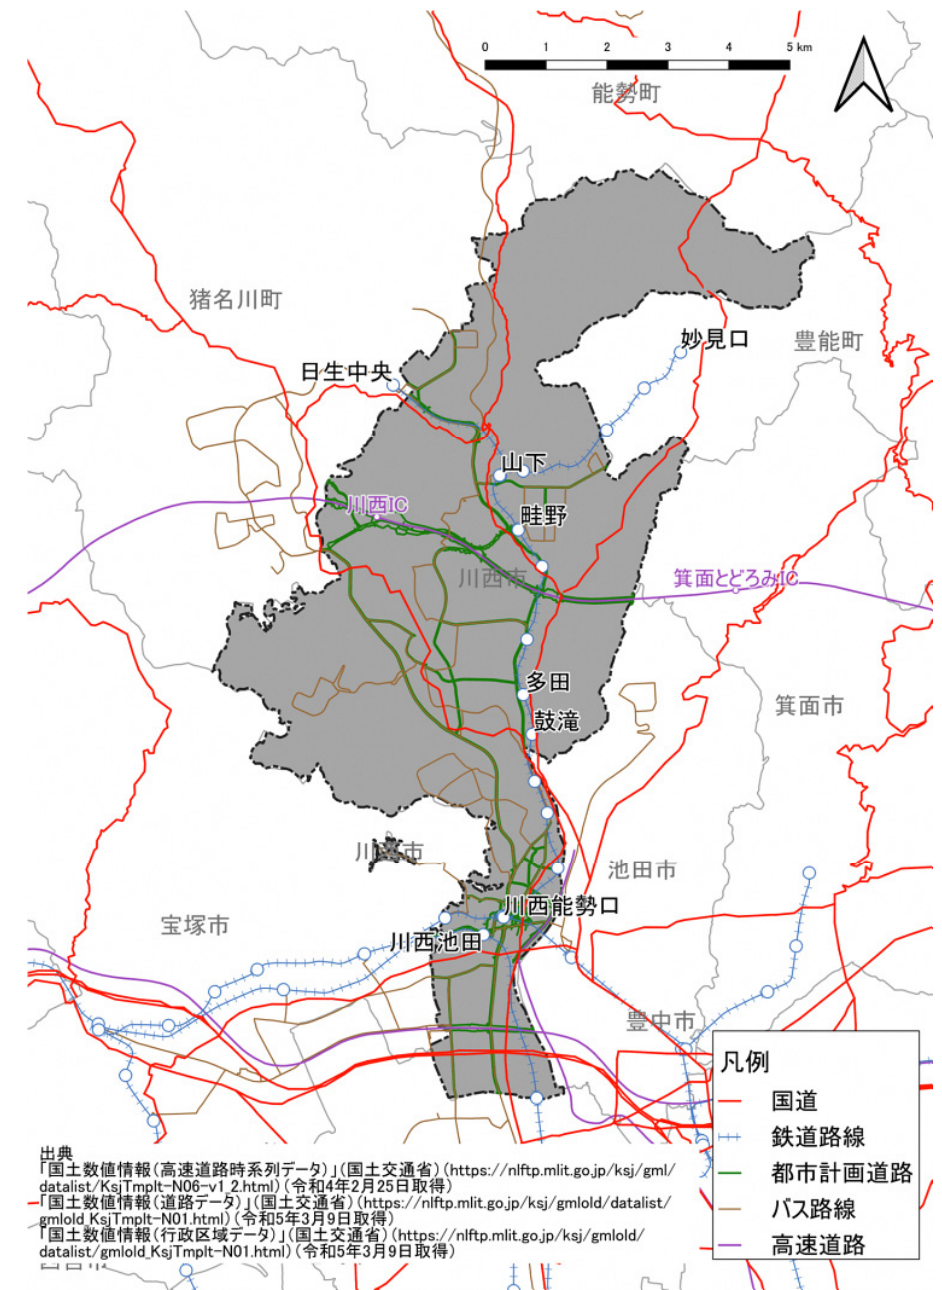 0 1 2 3 4 5 km
能勢町
猪名川町
妙見口
豊能町
日生中央
山下
川西IC
畦野
川西市
箕面とどろみIC
多田
箕面市
鼓滝
川西市
池田市
川西能勢口
宝塚市
川西池田
豊中市
凡例
国道
鉄道路線
都市計画道路
バス路線
高速道路
出典
「国土数値情報(高速道路時系列データ)」(国土交通省)(https://nlftp.mlit.go.jp/ksj/gml/
datalist/KsjTmplt-N06-v1_2.html)(令和4年2月25日取得)
「国土数値情報(道路データ)」(国土交通省)(https://nlftp.mlit.go.jp/ksj/gmlold/datalist/
gmlold_KsjTmplt-N01.html)(令和5年3月9日取得)
「国土数値情報(行政区域データ)」(国土交通省)(https://nlftp.mlit.go.jp/ksj/gmlold/
datalist/gmlold_KsjTmplt-N01.html)(令和5年3月9日取得)